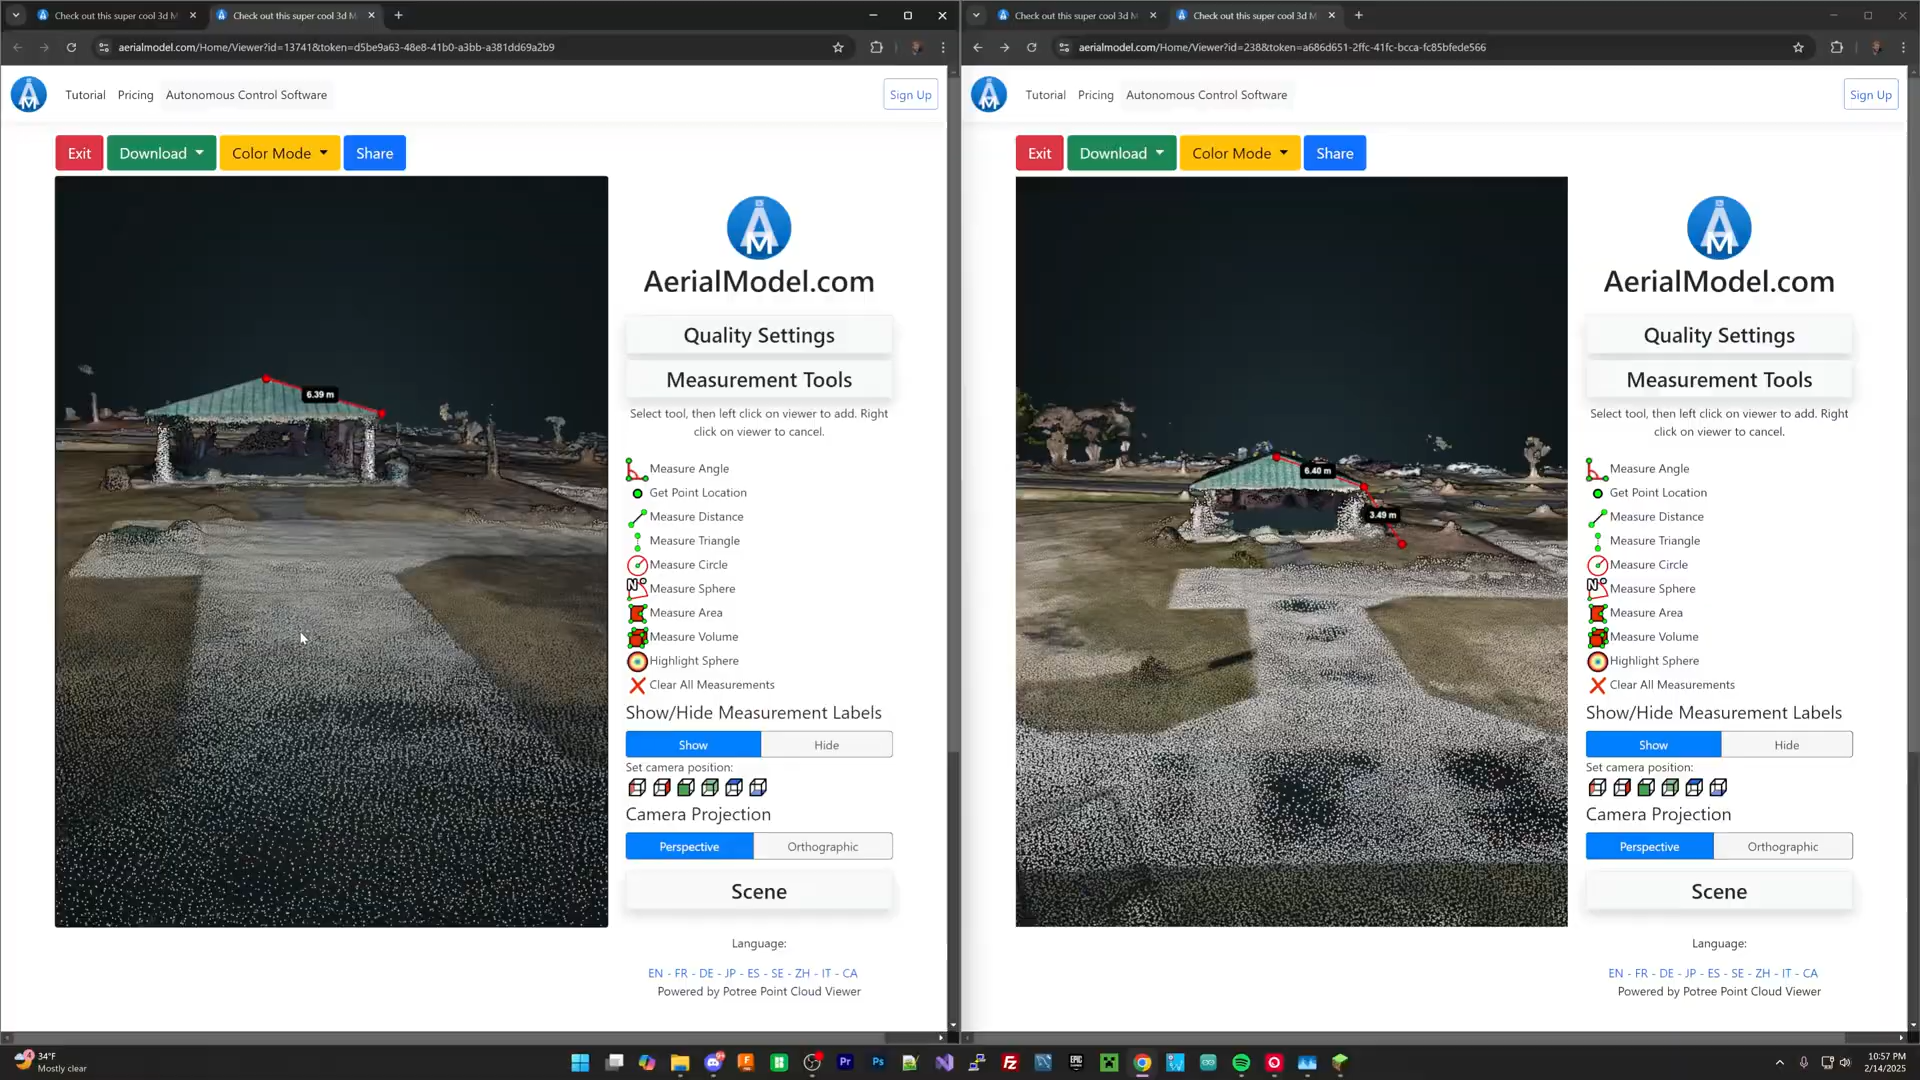 Check out this super cool 3d M
Check out this super cool 3d M
aerialmodel.com/Home/Viewer?id=13741&token=d5be9a63-48e8-41b0-a3bb-a381dd69a2b9
Tutorial
Pricing
Autonomous Control Software
Sign Up
Exit
Download
Color Mode
Share
6.39 m
AerialModel.com
Quality Settings
Measurement Tools
Select tool, then left click on viewer to add. Right
click on viewer to cancel.
Measure Angle
Get Point Location
Measure Distance
Measure Triangle
Measure Circle
Measure Sphere
Measure Area
Measure Volume
Highlight Sphere
Clear All Measurements
Show/Hide Measurement Labels
Show
Hide
Set camera position:
Camera Projection
Perspective
Orthographic
Scene
Language:
EN - FR - DE - JP - ES - SE - ZH - IT - CA
Powered by Potree Point Cloud Viewer
Check out this super cool 3d M
Check out this super cool 3d M
aerialmodel.com/Home/Viewer?id=238&token=a686d651-2ffc-41fc-bcca-fc85bfede566
Tutorial
Pricing
Autonomous Control Software
Sign Up
Exit
Download
Color Mode
Share
6.40 m
3.49 m
AerialModel.com
Quality Settings
Measurement Tools
Select tool, then left click on viewer to add. Right
click on viewer to cancel.
Measure Angle
Get Point Location
Measure Distance
Measure Triangle
Measure Circle
Measure Sphere
Measure Area
Measure Volume
Highlight Sphere
Clear All Measurements
Show/Hide Measurement Labels
Show
Hide
Set camera position:
Camera Projection
Perspective
Orthographic
Scene
Language:
EN - FR - DE - JP - ES - SE - ZH - IT - CA
Powered by Potree Point Cloud Viewer
34°F
Mostly clear
10:57 PM
2/14/2025